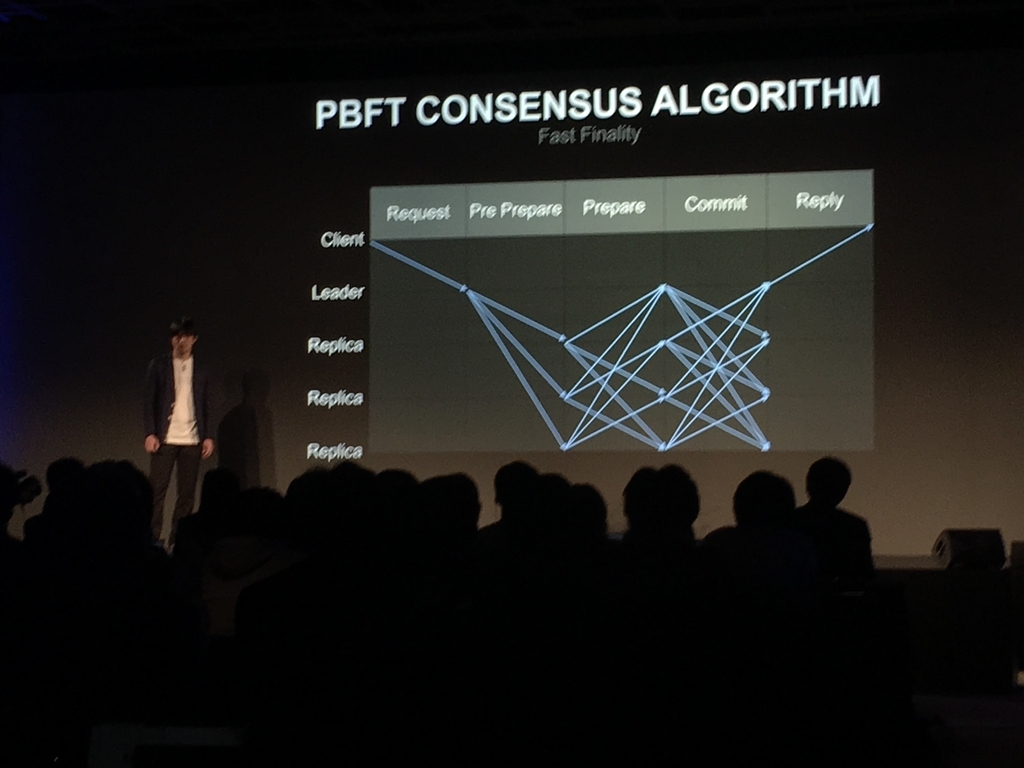 PBFT CONSENSUS ALGORITHM
Fast Finality
Request Pre Prepare Prepare Commit Reply
Client
Leader
Replica
Replica
Replica